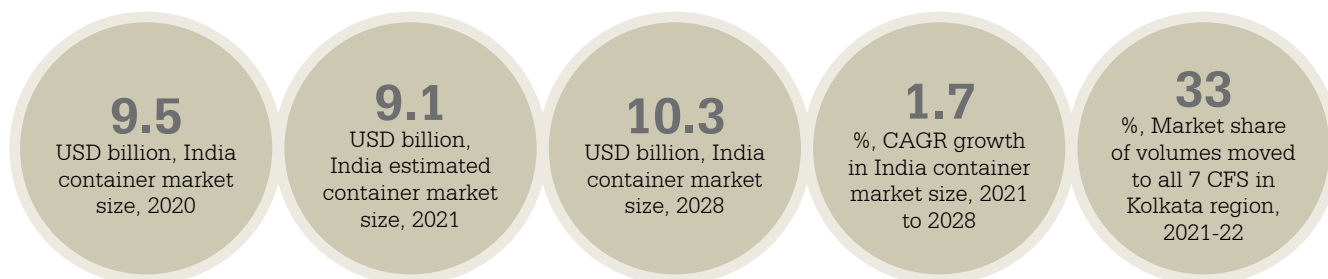 9.5
USD billion, India
container market
size, 2020
9.1
USD billion,
India estimated
container market
size, 2021
10.3
USD billion, India
container market
size, 2028
1.7
%, CAGR growth
in India container
market size, 2021
to 2028
33
%, Market share
of volumes moved
to all 7 CFS in
Kolkata region,
2021-22